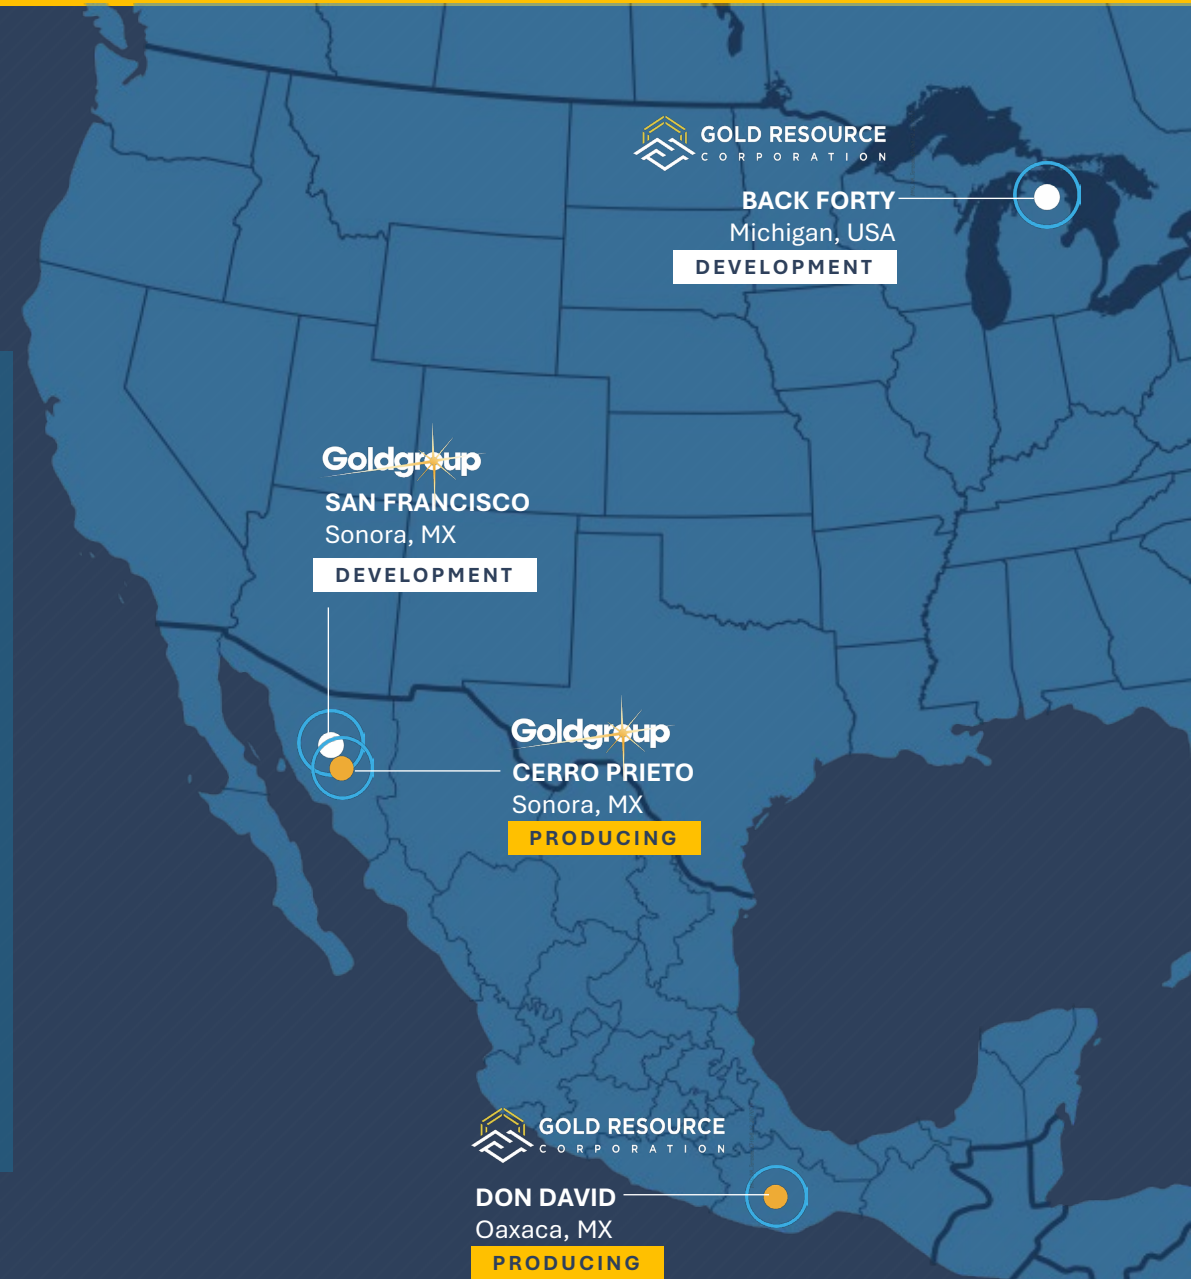 GOLD RESOURCE
CORPORATION
BACK FORTY
Michigan, USA
DEVELOPMENT
Goldgroup
SAN FRANCISCO
Sonora, MX
DEVELOPMENT
Goldgroup
CERRO PRIETO
Sonora, MX
PRODUCING
GOLD RESOURCE
CORPORATION
DON DAVID
Oaxaca, MX
PRODUCING